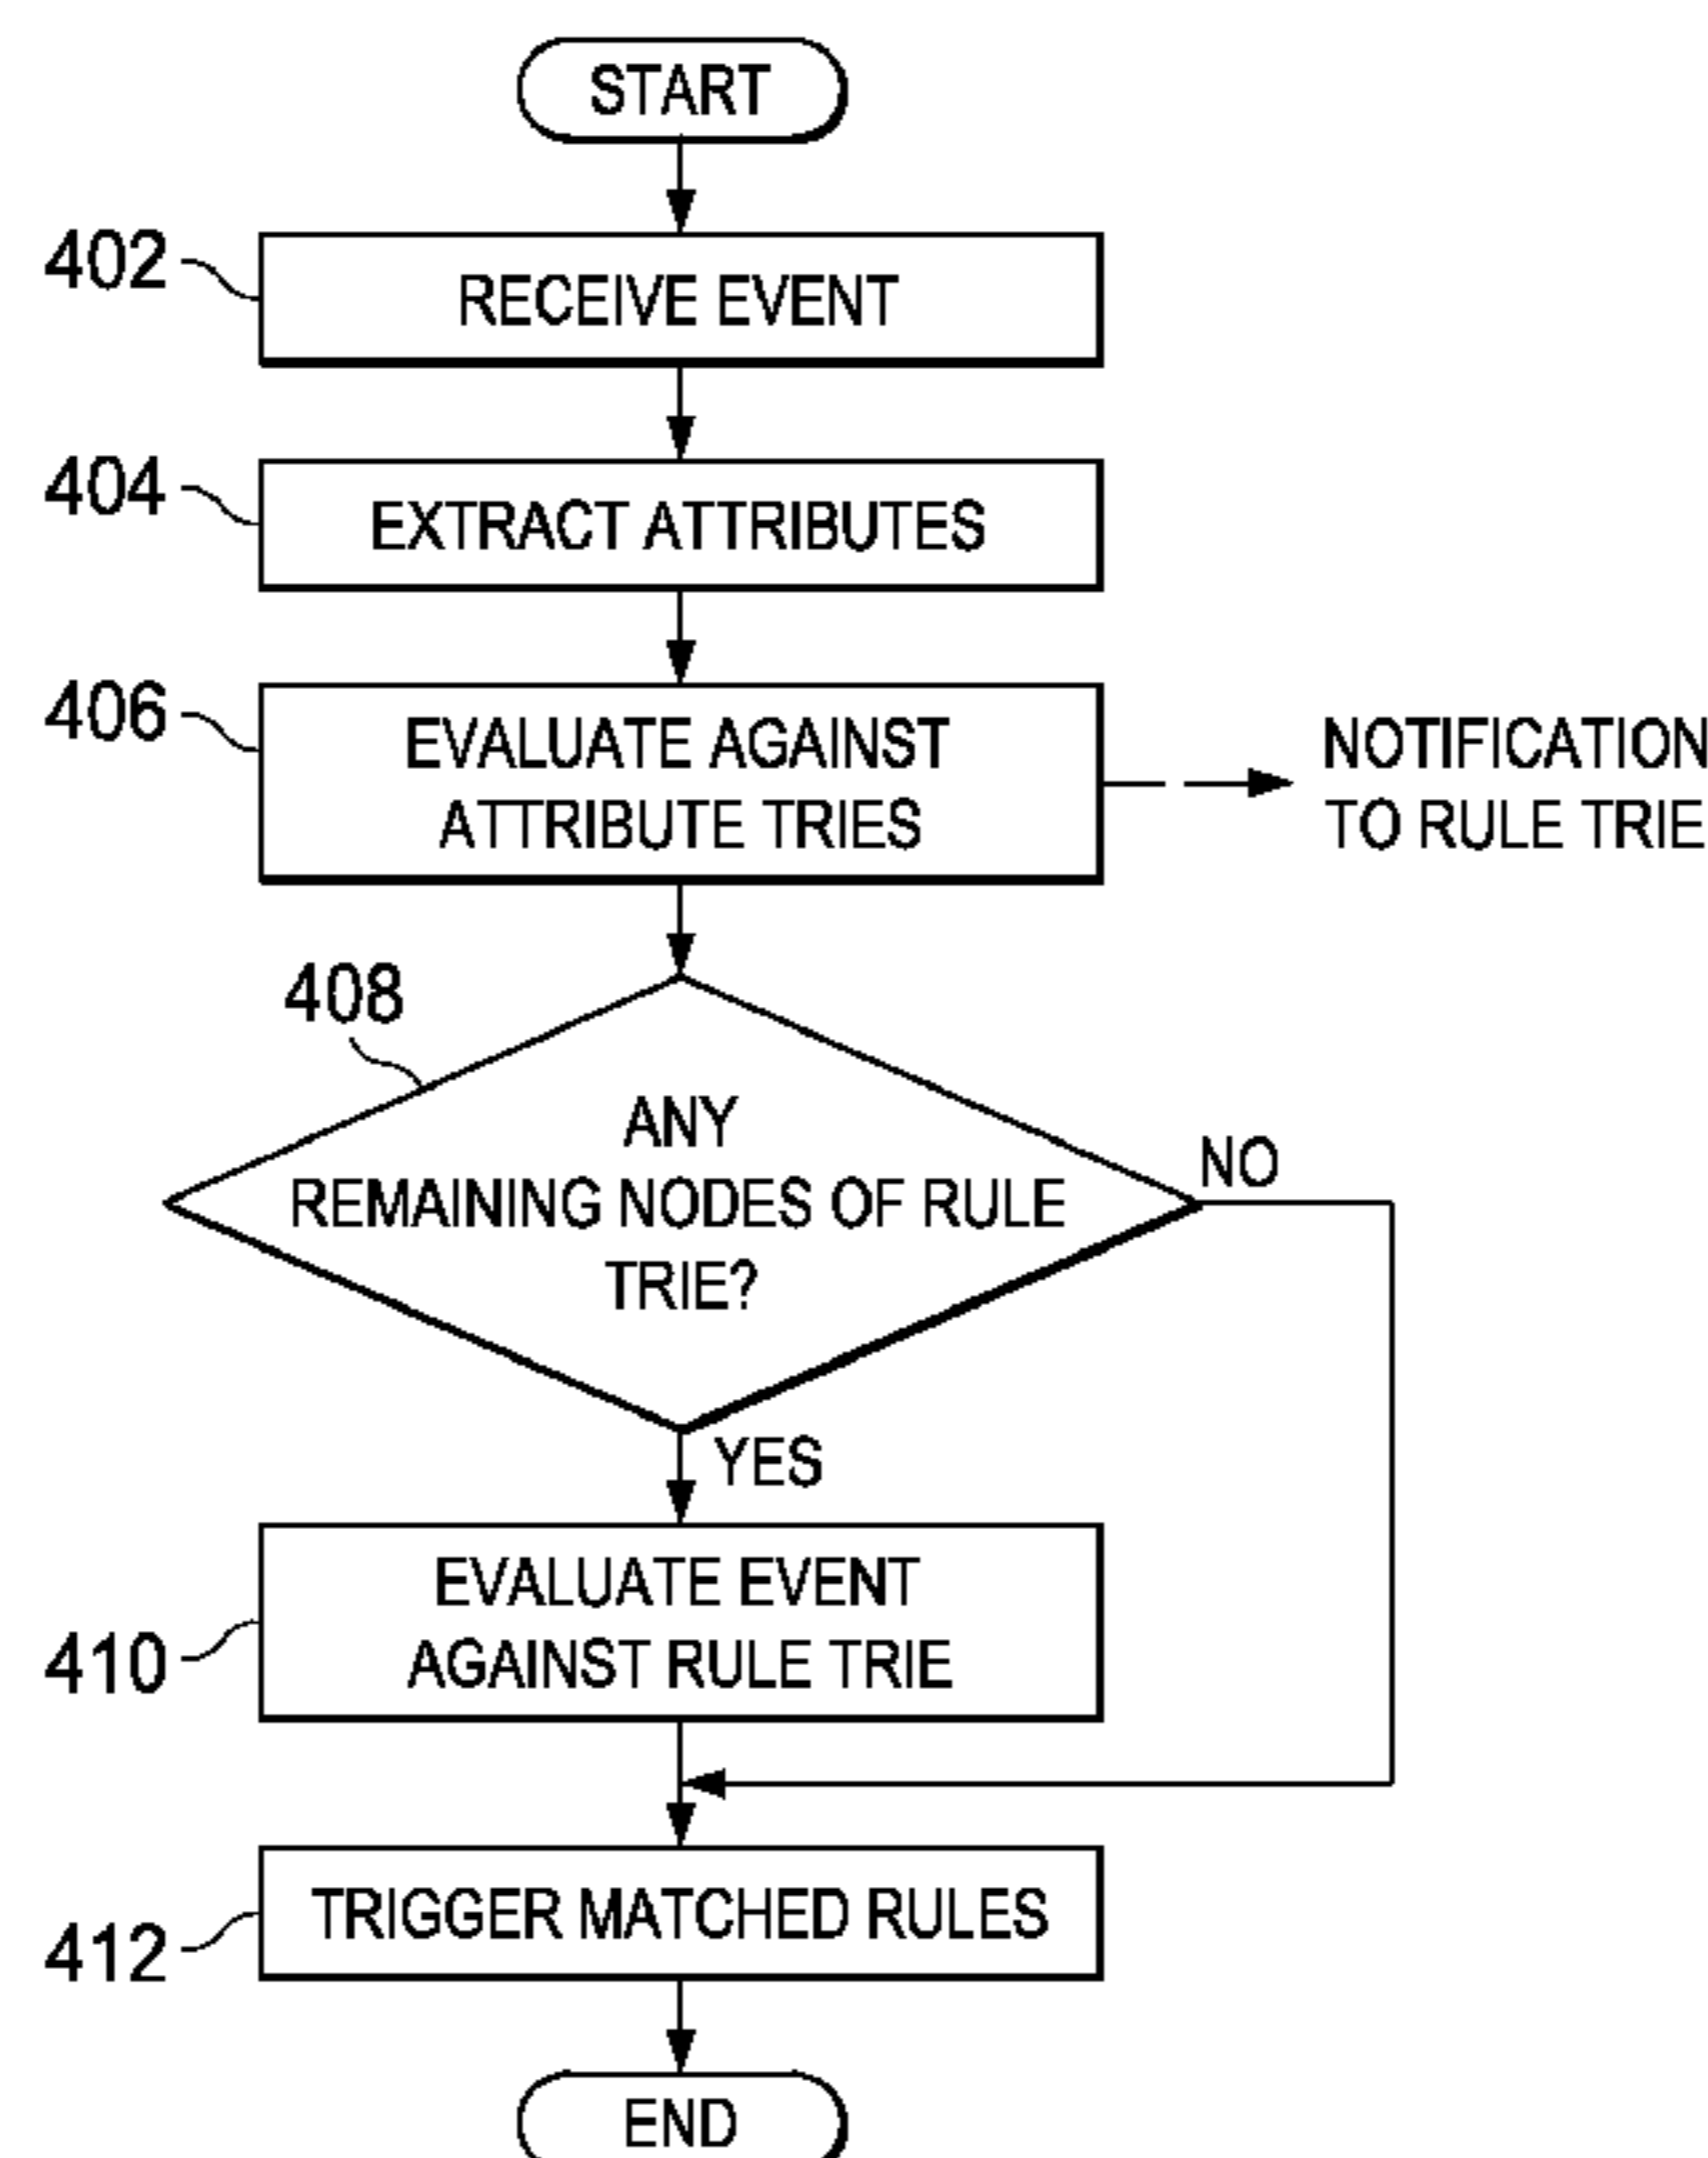 START
402
RECEIVE EVENT
404
EXTRACT ATTRIBUTES
406
EVALUATE AGAINST
ATTRIBUTE TRIES
NOTIFICATION
TO RULE TRIE
408
ANY
REMAINING NODES OF RULE
TRIE?
NO
YES
410
EVALUATE EVENT
AGAINST RULE TRIE
412
TRIGGER MATCHED RULES
END